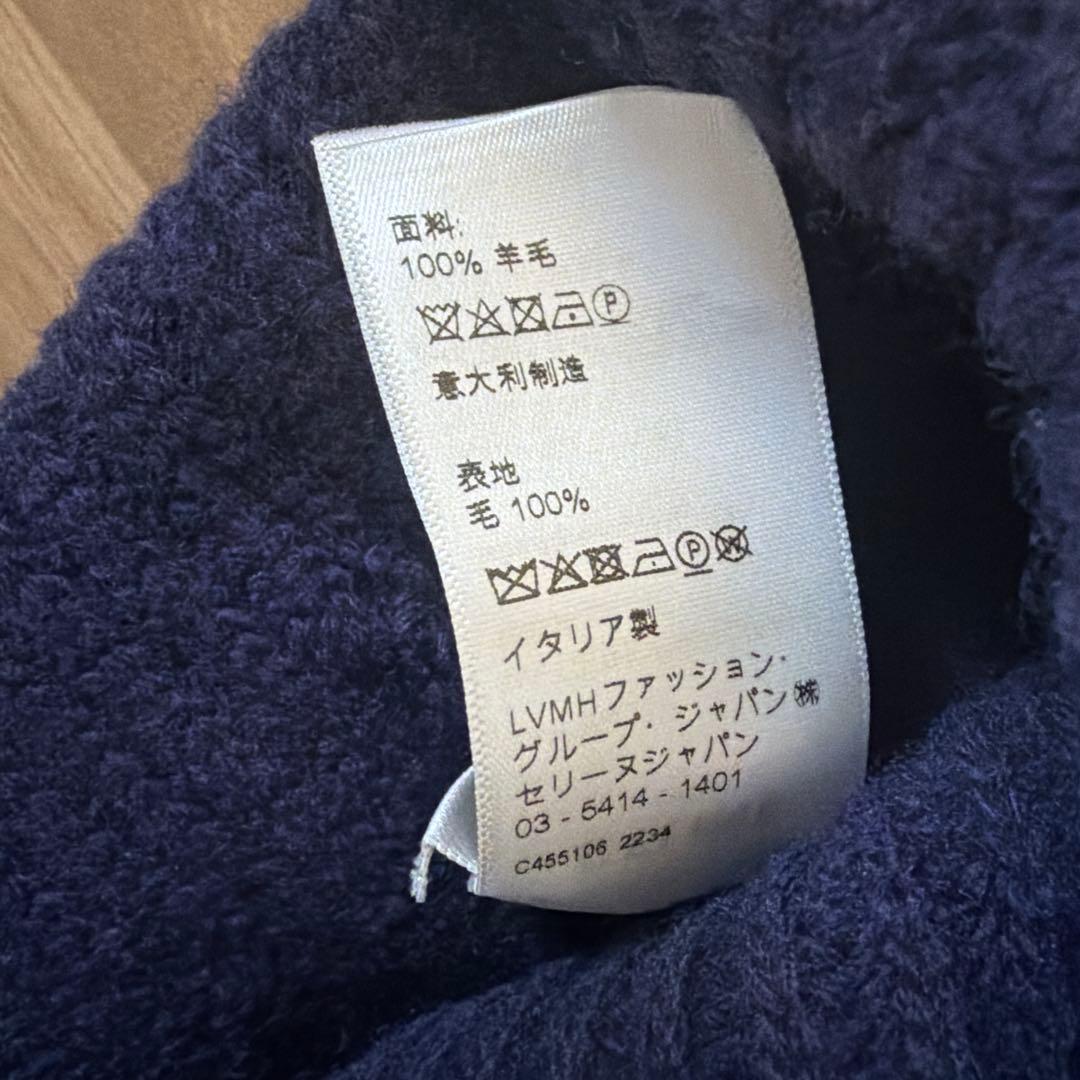 面料:
100% 羊毛
P
意大利制造
表地
毛 100%
P W
イタリア製
LVMHファッション・
グループ・ジャパン㈱
セリーヌジャパン
03 - 5414 - 1401
C455106 2234